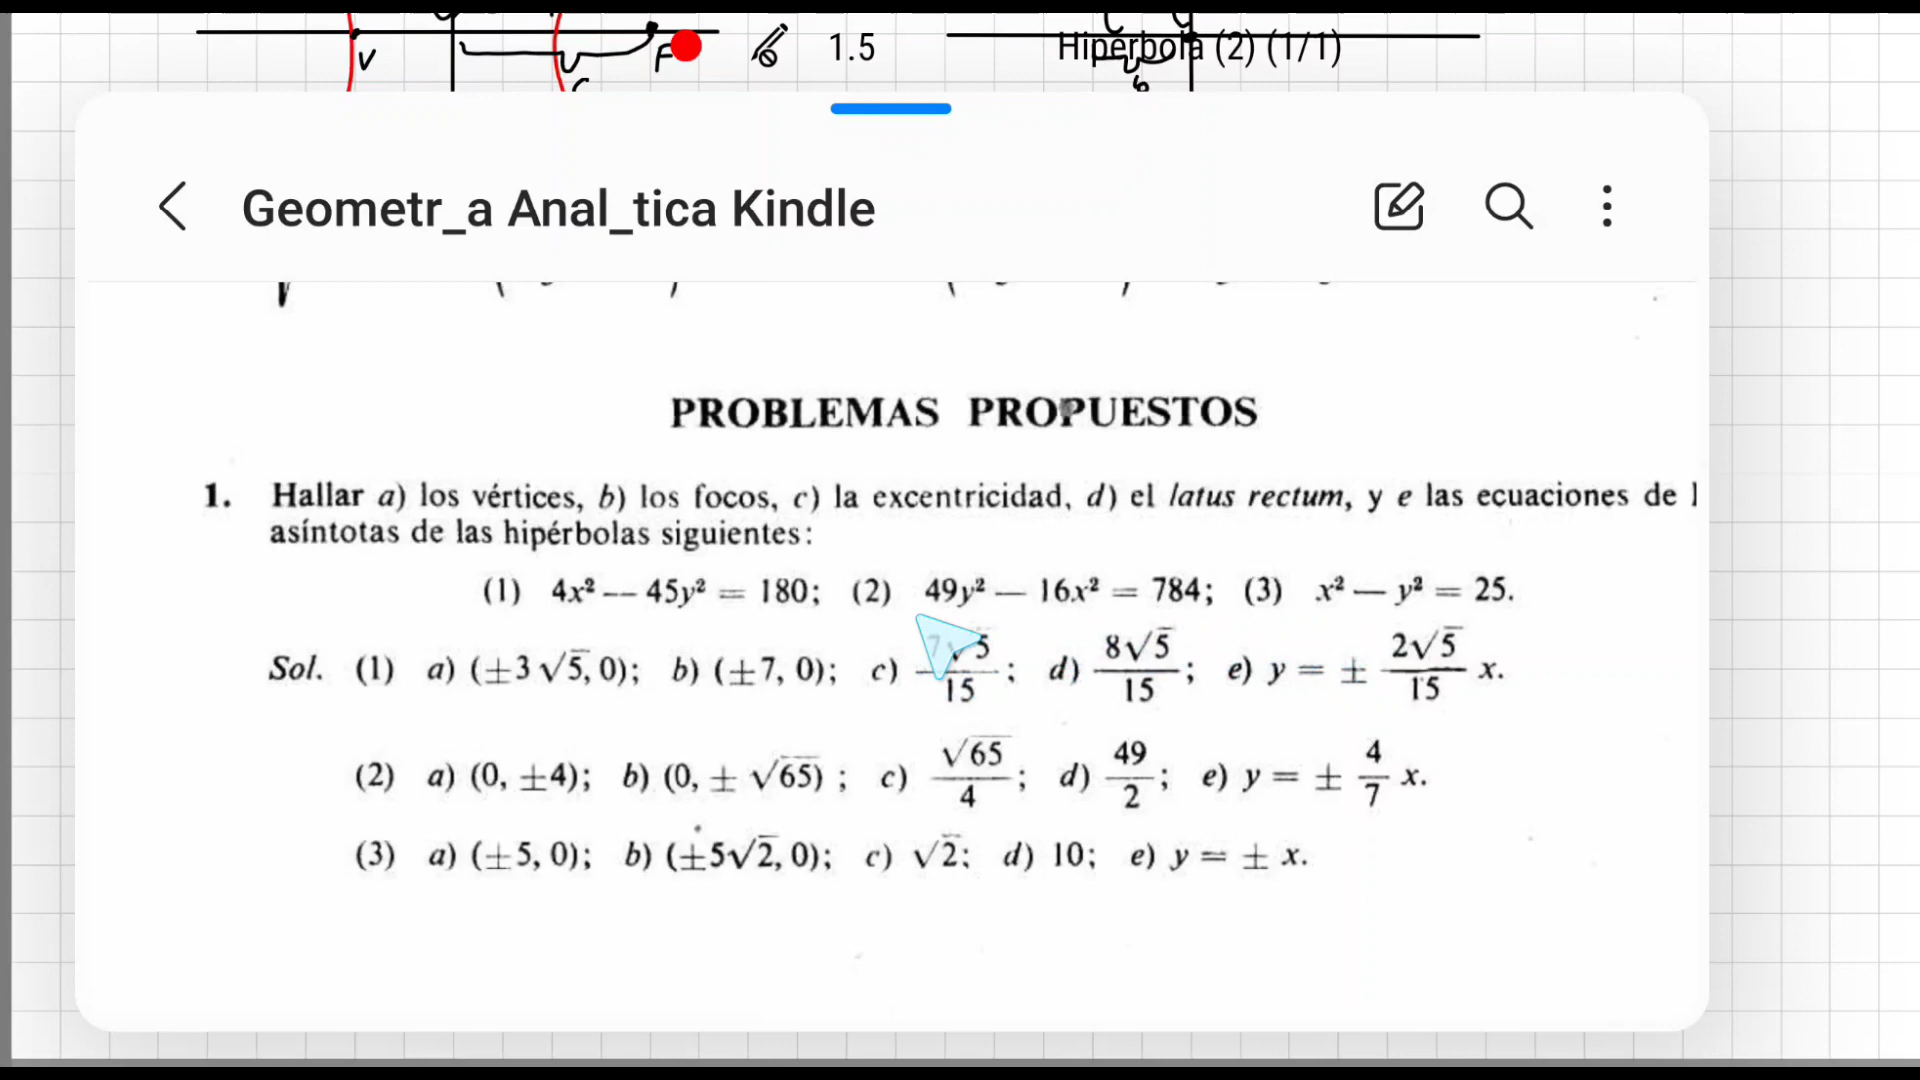 V
F
1.5
Hiperbola (2) (1/1)
b
Geometr_a Anal_tica Kindle
PROBLEMAS PROPUESTOS
1. Hallar a) los vértices, b) los focos, c) la excentricidad, d) el latus rectum, y e las ecuaciones de l
asíntotas de las hipérbolas siguientes:
(1) 4x² — 45y² = 180; (2) 49y² — 16x² = 784; (3) x² — y² = 25.
Sol. (1) a) (±3 √5, 0); b) (±7, 0); c) 7√5/15; d) 8√5/15; e) y = ± 2√5/15 x.
(2) a) (0, ±4); b) (0, ± √65) ; c) √65/4; d) 49/2; e) y = ± 4/7 x.
(3) a) (±5, 0); b) (±5√2, 0); c) √2; d) 10; e) y = ± x.